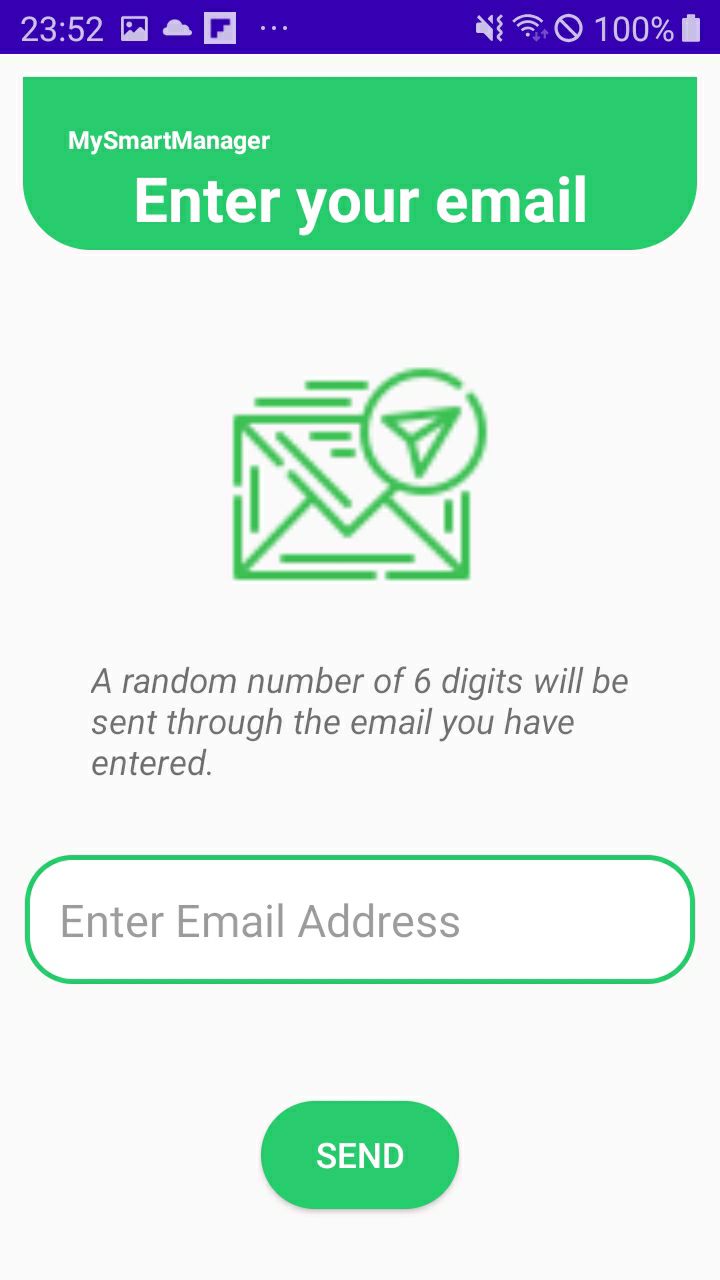 23:52
100%
MySmartManager
Enter your email
A random number of 6 digits will be
sent through the email you have
entered.
Enter Email Address
SEND